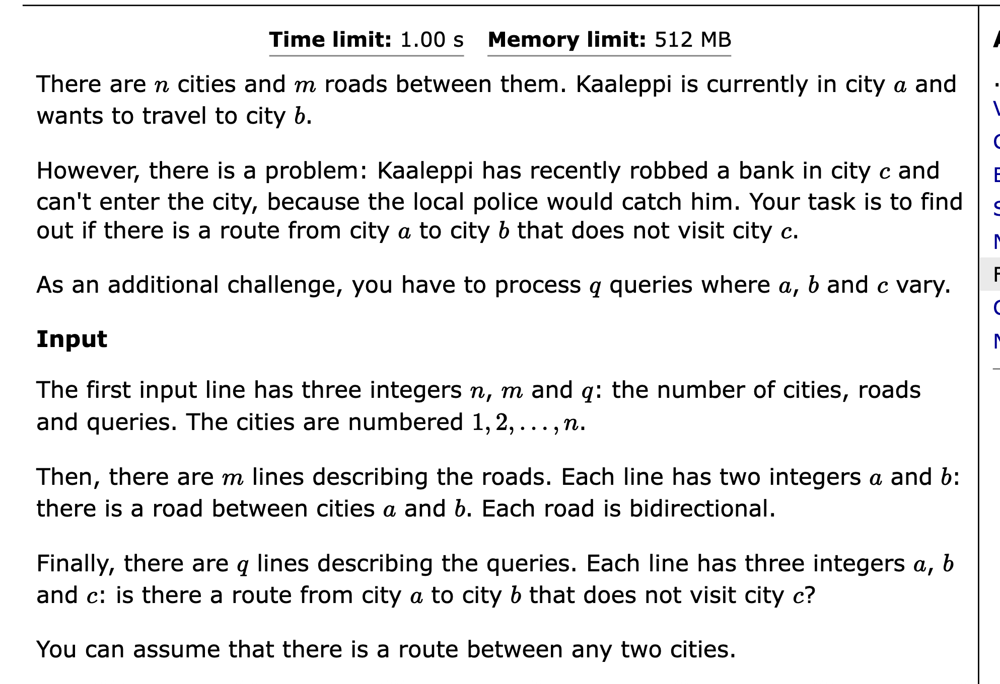 Time limit: 1.00 s Memory limit: 512 MB
There are n cities and m roads between them. Kaaleppi is currently in city a and
wants to travel to city b.
However, there is a problem: Kaaleppi has recently robbed a bank in city c and
can't enter the city, because the local police would catch him. Your task is to find
out if there is a route from city a to city b that does not visit city c.
As an additional challenge, you have to process q queries where a, b and c vary.
Input
The first input line has three integers n, m and q: the number of cities, roads
and queries. The cities are numbered 1, 2, . . . , n.
Then, there are m lines describing the roads. Each line has two integers a and b:
there is a road between cities a and b. Each road is bidirectional.
Finally, there are q lines describing the queries. Each line has three integers a, b
and c: is there a route from city a to city b that does not visit city c?
You can assume that there is a route between any two cities.